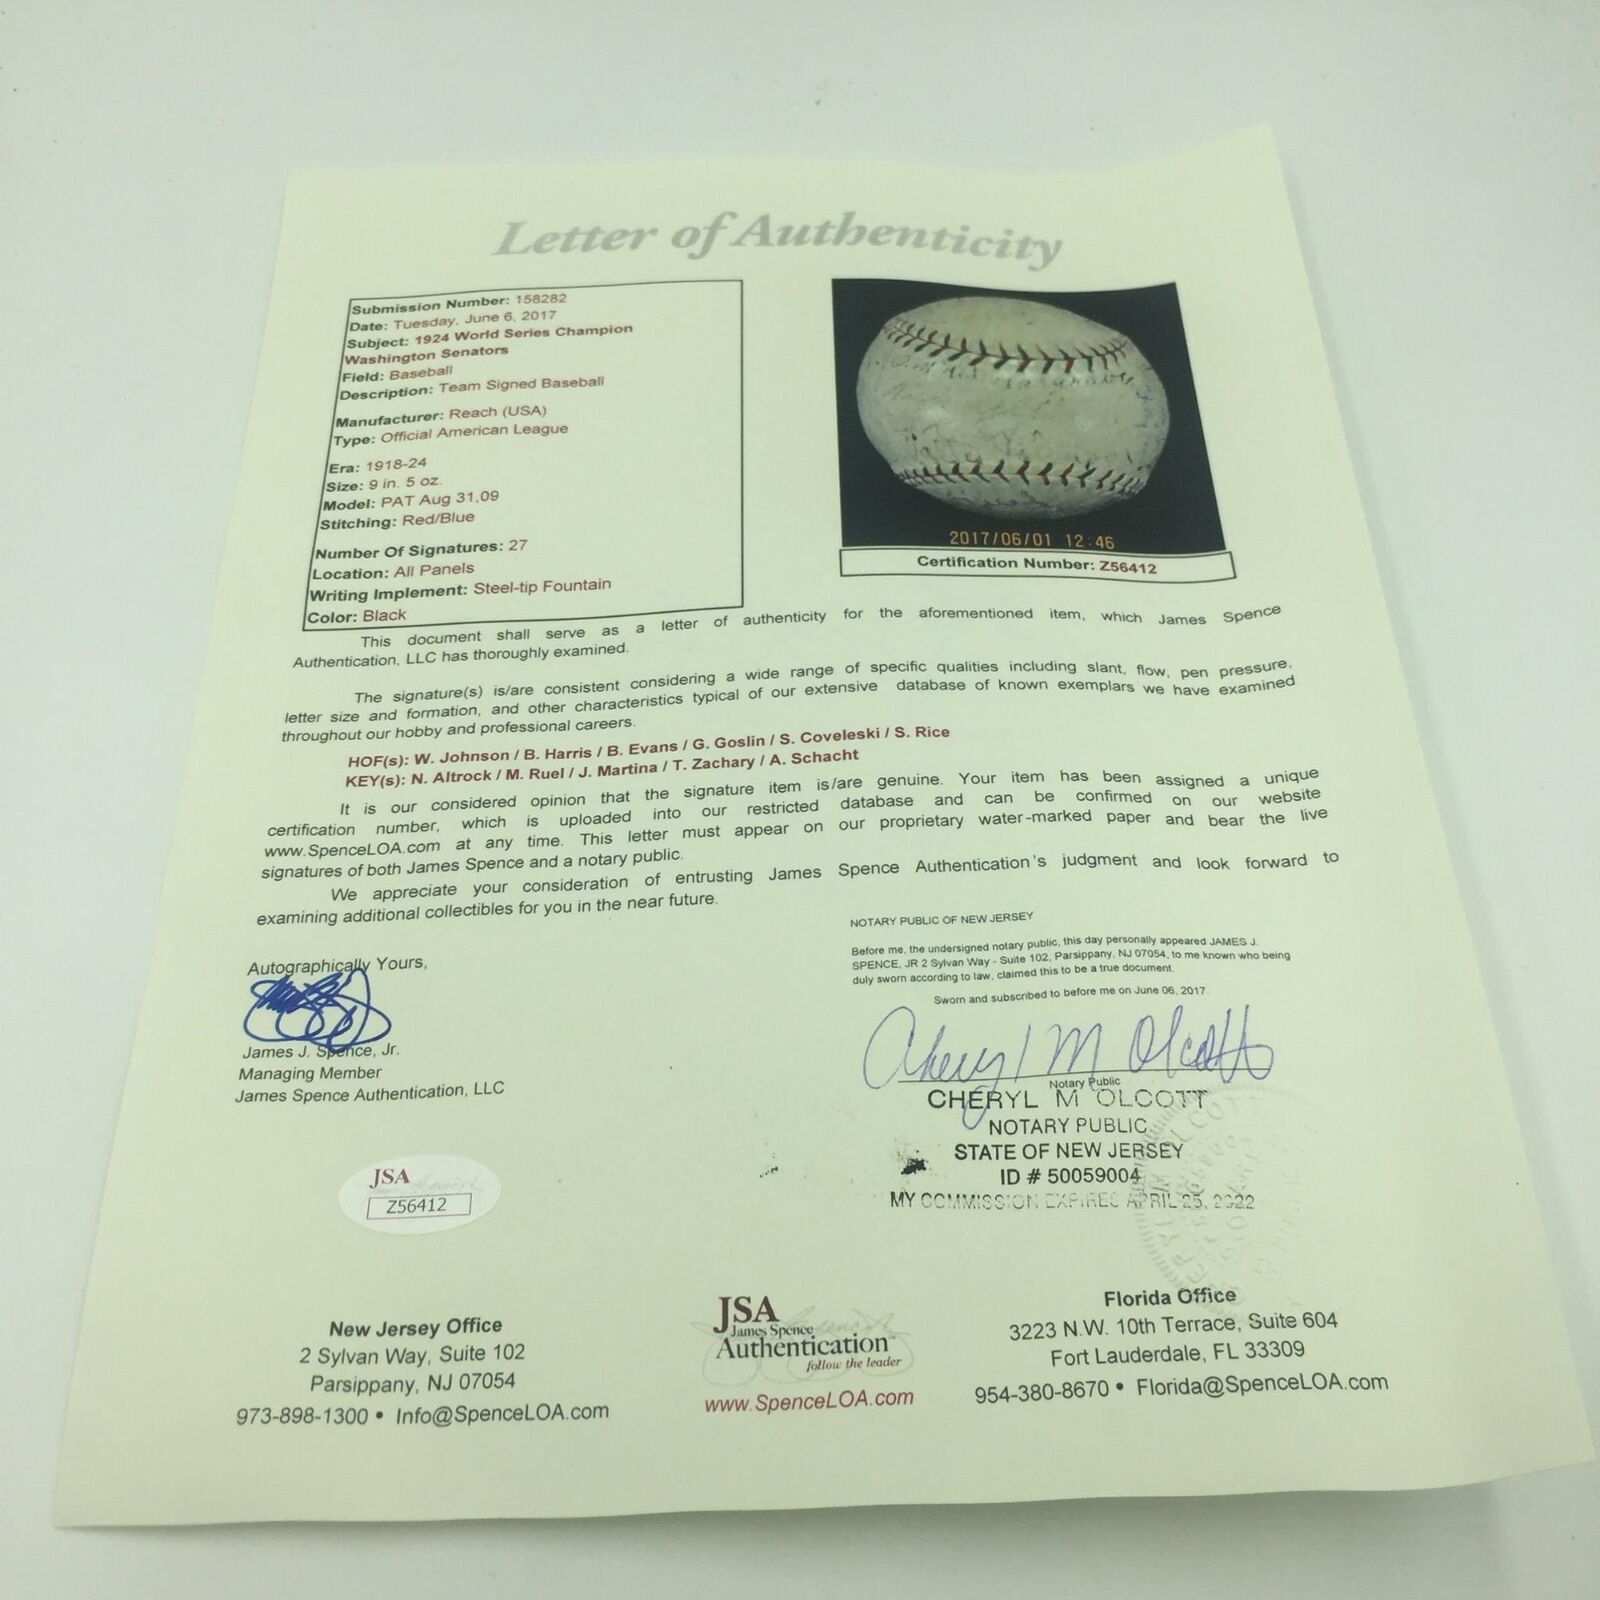 Letter of Authenticity
Submission Number: 158282
Date: Tuesday, June 6, 2017
Subject: 1924 World Series Champion
Washington Senators
Field: Baseball
Description: Team Signed Baseball
Manufacturer: Reach (USA)
Type: Official American League
Era: 1918-24
Size: 9 in. 5 oz.
Model: PAT Aug 31,09
Stitching: Red/Blue
Number Of Signatures: 27
Location: All Panels
Writing Implement: Steel-tip Fountain
Color: Black
2017/06/01 12:46
Certification Number: Z56412
This document shall serve as a letter of authenticity for the aforementioned item, which James Spence
Authentication, LLC has thoroughly examined.
The signature(s) is/are consistent considering a wide range of specific qualities including slant, flow, pen pressure,
letter size and formation, and other characteristics typical of our extensive database of known exemplars we have examined
throughout our hobby and professional careers.
HOF(s): W. Johnson / B. Harris / B. Evans / G. Goslin / S. Coveleski / S. Rice
KEY(s): N. Altrock / M. Ruel / J. Martina / T. Zachary / A. Schacht
It is our considered opinion that the signature item is/are genuine. Your item has been assigned a unique
certification number, which is uploaded into our restricted database and can be confirmed on our website
www.SpenceLOA.com at any time. This letter must appear on our proprietary water-marked paper and bear the live
signatures of both James Spence and a notary public.
We appreciate your consideration of entrusting James Spence Authentication's judgment and look forward to
examining additional collectibles for you in the near future.
NOTARY PUBLIC OF NEW JERSEY
Before me, the undersigned notary public, this day personally appeared JAMES J.
SPENCE, JR 2 Sylvan Way - Suite 102, Parsippany, NJ 07054, to me known who being
duly sworn according to law, claimed this to be a true document.
Sworn and subscribed to before me on June 06, 2017.
Autographically Yours,
James J. Spence, Jr.
Managing Member
James Spence Authentication, LLC
Cheryl M Olcott
Notary Public
CHERYL M OLCOTT
NOTARY PUBLIC
STATE OF NEW JERSEY
ID # 50059004
MY COMMISSION EXPIRES APRIL 25, 2022
JSA
Z56412
New Jersey Office
2 Sylvan Way, Suite 102
Parsippany, NJ 07054
973-898-1300 • Info@SpenceLOA.com
JSA
James Spence
Authentication
follow the leader
www.SpenceLOA.com
Florida Office
3223 N.W. 10th Terrace, Suite 604
Fort Lauderdale, FL 33309
954-380-8670 • Florida@SpenceLOA.com